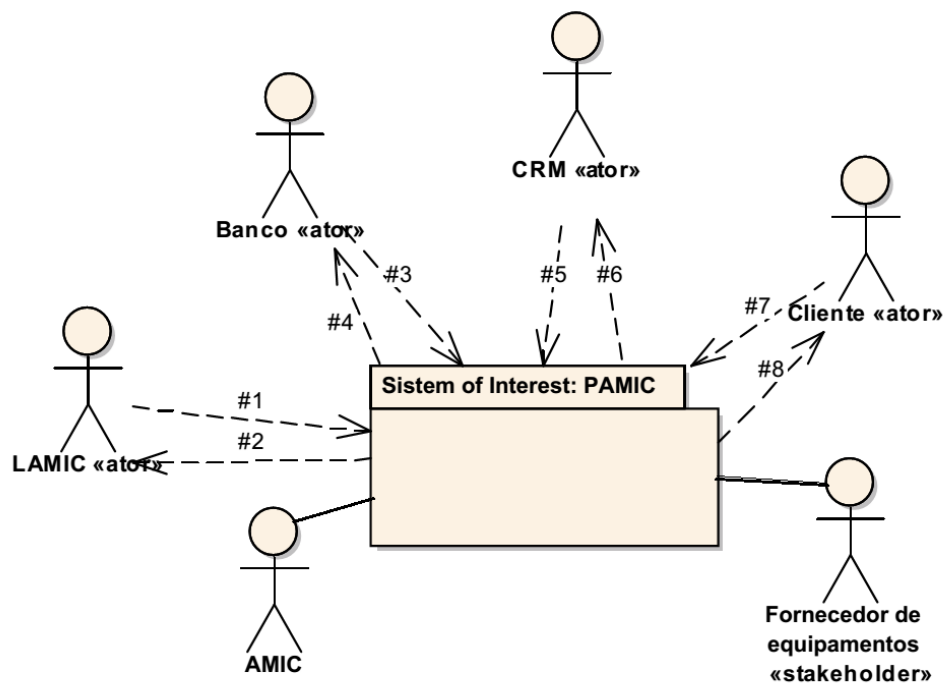 CRM «ator»
Banco «ator»
#3
#5
#6
#4
#7
Cliente «ator»
#8
Sistem of Interest: PAMIC
#1
#2
LAMIC «ator»
AMIC
Fornecedor de
equipamentos
«stakeholder»